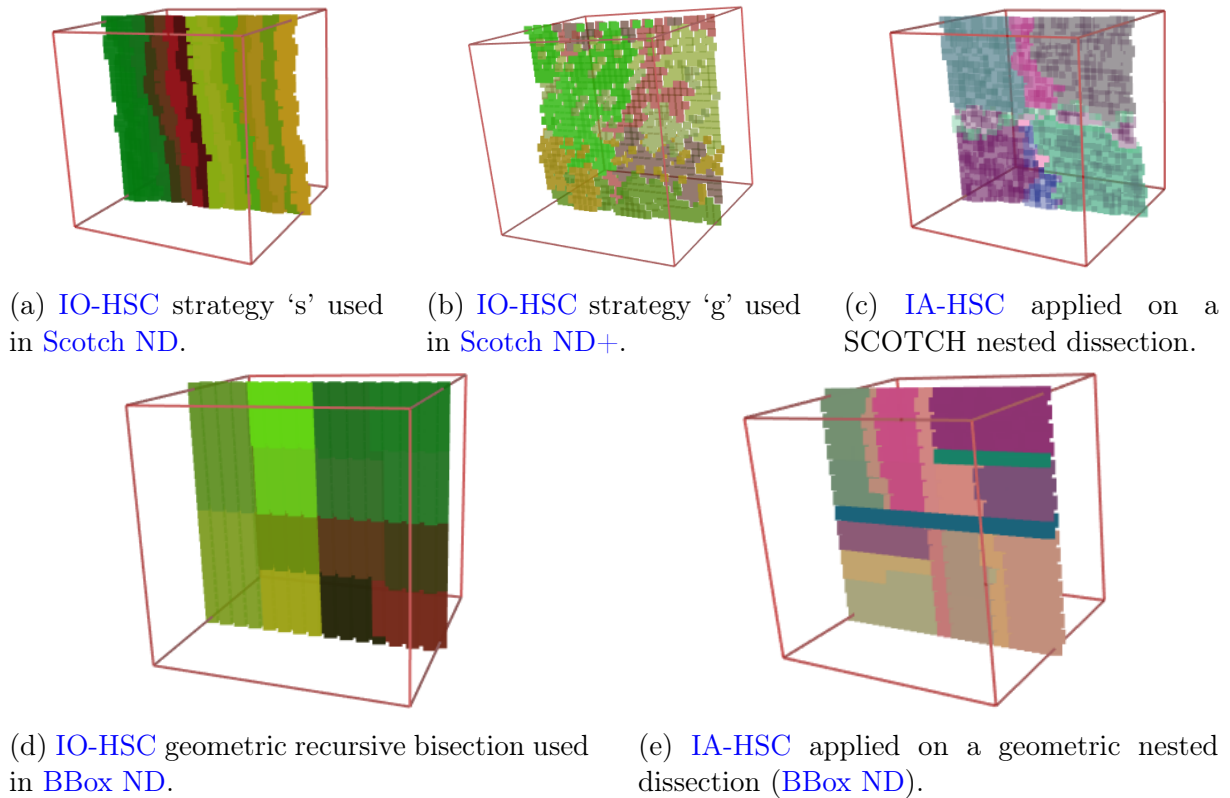 (a) IO-HSC strategy ‘s’ used
in Scotch ND.
(b) IO-HSC strategy ‘g’ used
in Scotch ND+.
(c) IA-HSC applied on a
SCOTCH nested dissection.
(d) IO-HSC geometric recursive bisection used
in BBox ND.
(e) IA-HSC applied on a geometric nested
dissection (BBox ND).